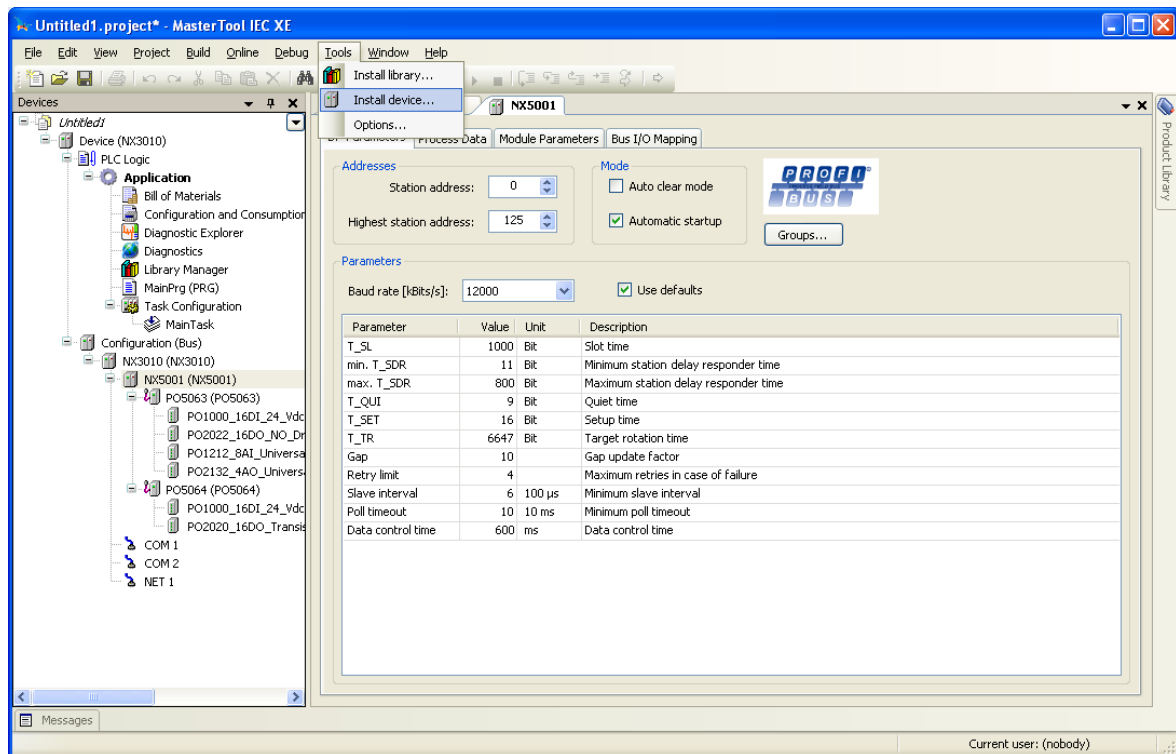 Untitled1.project* - MasterTool IEC XE
File Edit View Project Build Online Debug Tools Window Help
Install library...
Install device...
Options...
Devices
NX5001
Untitled1
Device (NX3010)
PLC Logic
Application
Bill of Materials
Configuration and Consumption
Diagnostic Explorer
Diagnostics
Library Manager
MainPrg (PRG)
Task Configuration
MainTask
Configuration (Bus)
NX3010 (NX3010)
NX5001 (NX5001)
PO5063 (PO5063)
PO1000_16DI_24_Vdc
PO2022_16DO_NO_Dr
PO1212_8AI_Universa
PO2132_4AO_Univers
PO5064 (PO5064)
PO1000_16DI_24_Vdc
PO2020_16DO_Transis
COM 1
COM 2
NET 1
Process Data Module Parameters Bus I/O Mapping
Addresses
Station address: 0
Highest station address: 125
Mode
Auto clear mode
Automatic startup
PROFI
BUS
Groups...
Parameters
Baud rate [kBits/s]: 12000 Use defaults
Parameter Value Unit Description
T_SL 1000 Bit Slot time
min. T_SDR 11 Bit Minimum station delay responder time
max. T_SDR 800 Bit Maximum station delay responder time
T_QUI 9 Bit Quiet time
T_SET 16 Bit Setup time
T_TR 6647 Bit Target rotation time
Gap 10 Gap update factor
Retry limit 4 Maximum retries in case of failure
Slave interval 6 100 µs Minimum slave interval
Poll timeout 10 10 ms Minimum poll timeout
Data control time 600 ms Data control time
Product Library
Messages
Current user: (nobody)